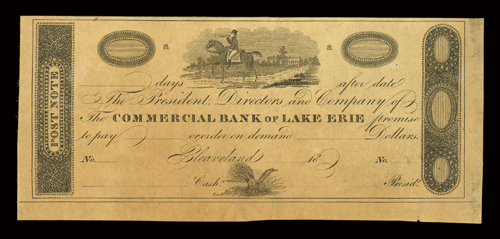 POST NOTE
days after date
The President, Directors and Company of
The COMMERCIAL BANK of LAKE ERIE promise
to pay or order on demand Dollars.
No. Cleaveland 18 No.
Cash.r Presid.t